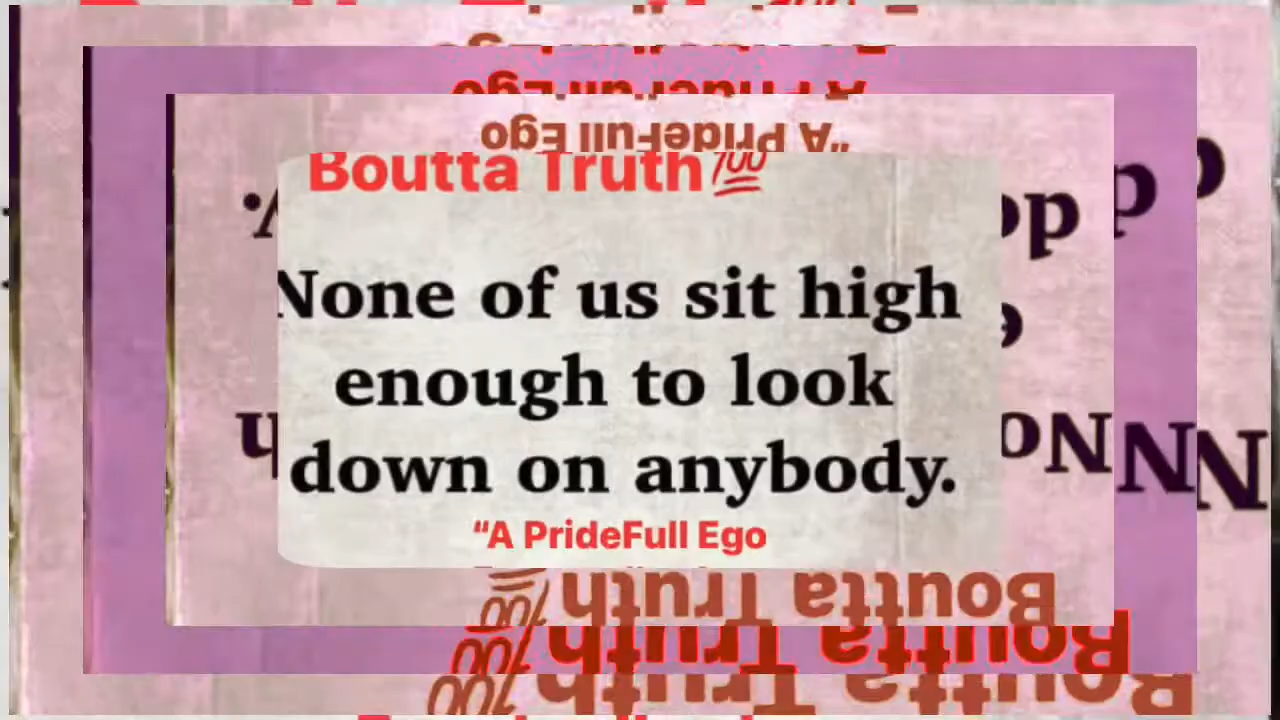 Boutta Truth💯
None of us sit high
enough to look
down on anybody.
“A PrideFull Ego